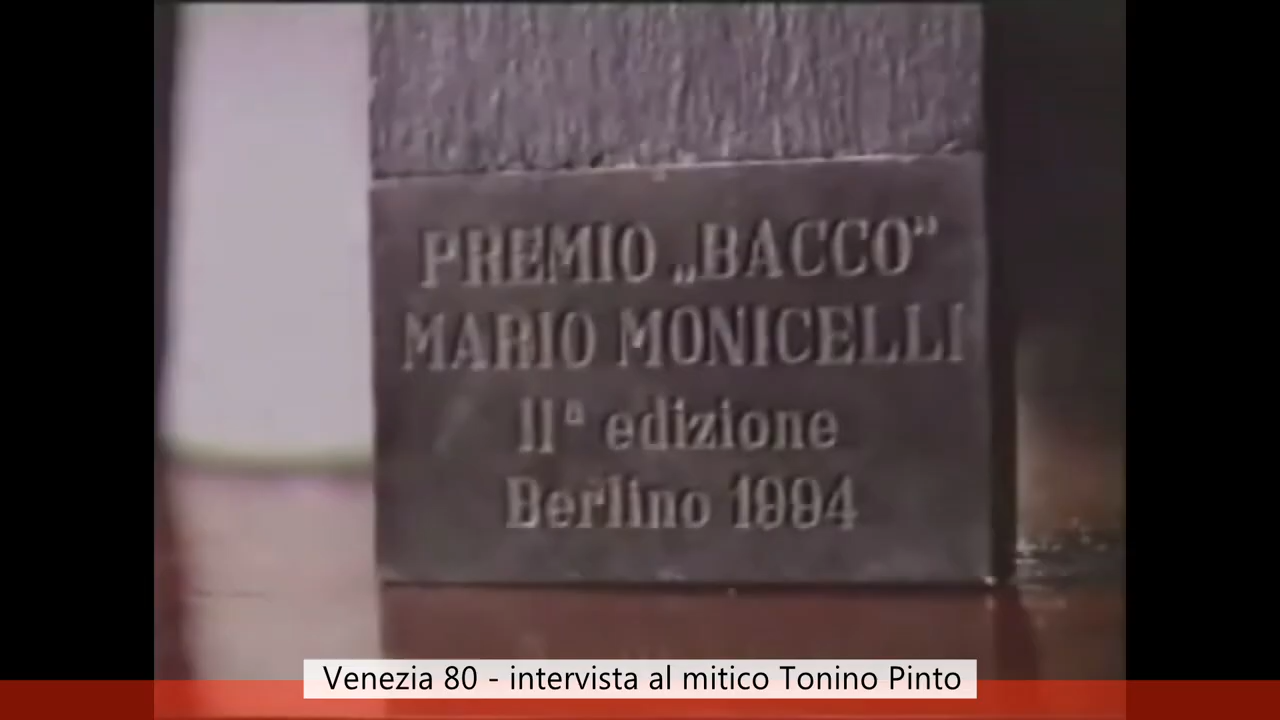 PREMIO „BACCO”
MARIO MONICELLI
IIª edizione
Berlino 1994
Venezia 80 - intervista al mitico Tonino Pinto